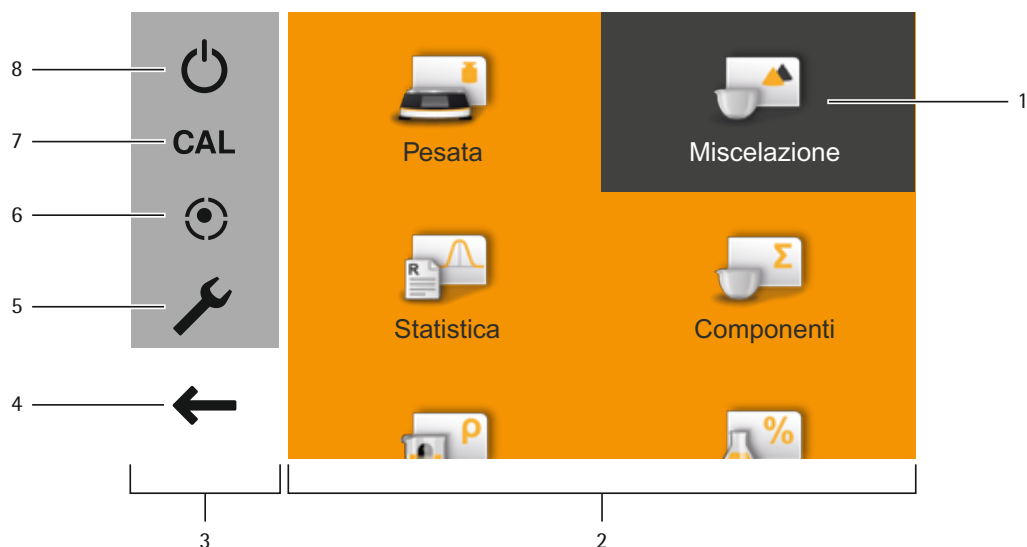 8
7
CAL
6
5
4
3
Pesata
Miscelazione
1
R
Statistica
Σ
Componenti
ρ
%
2